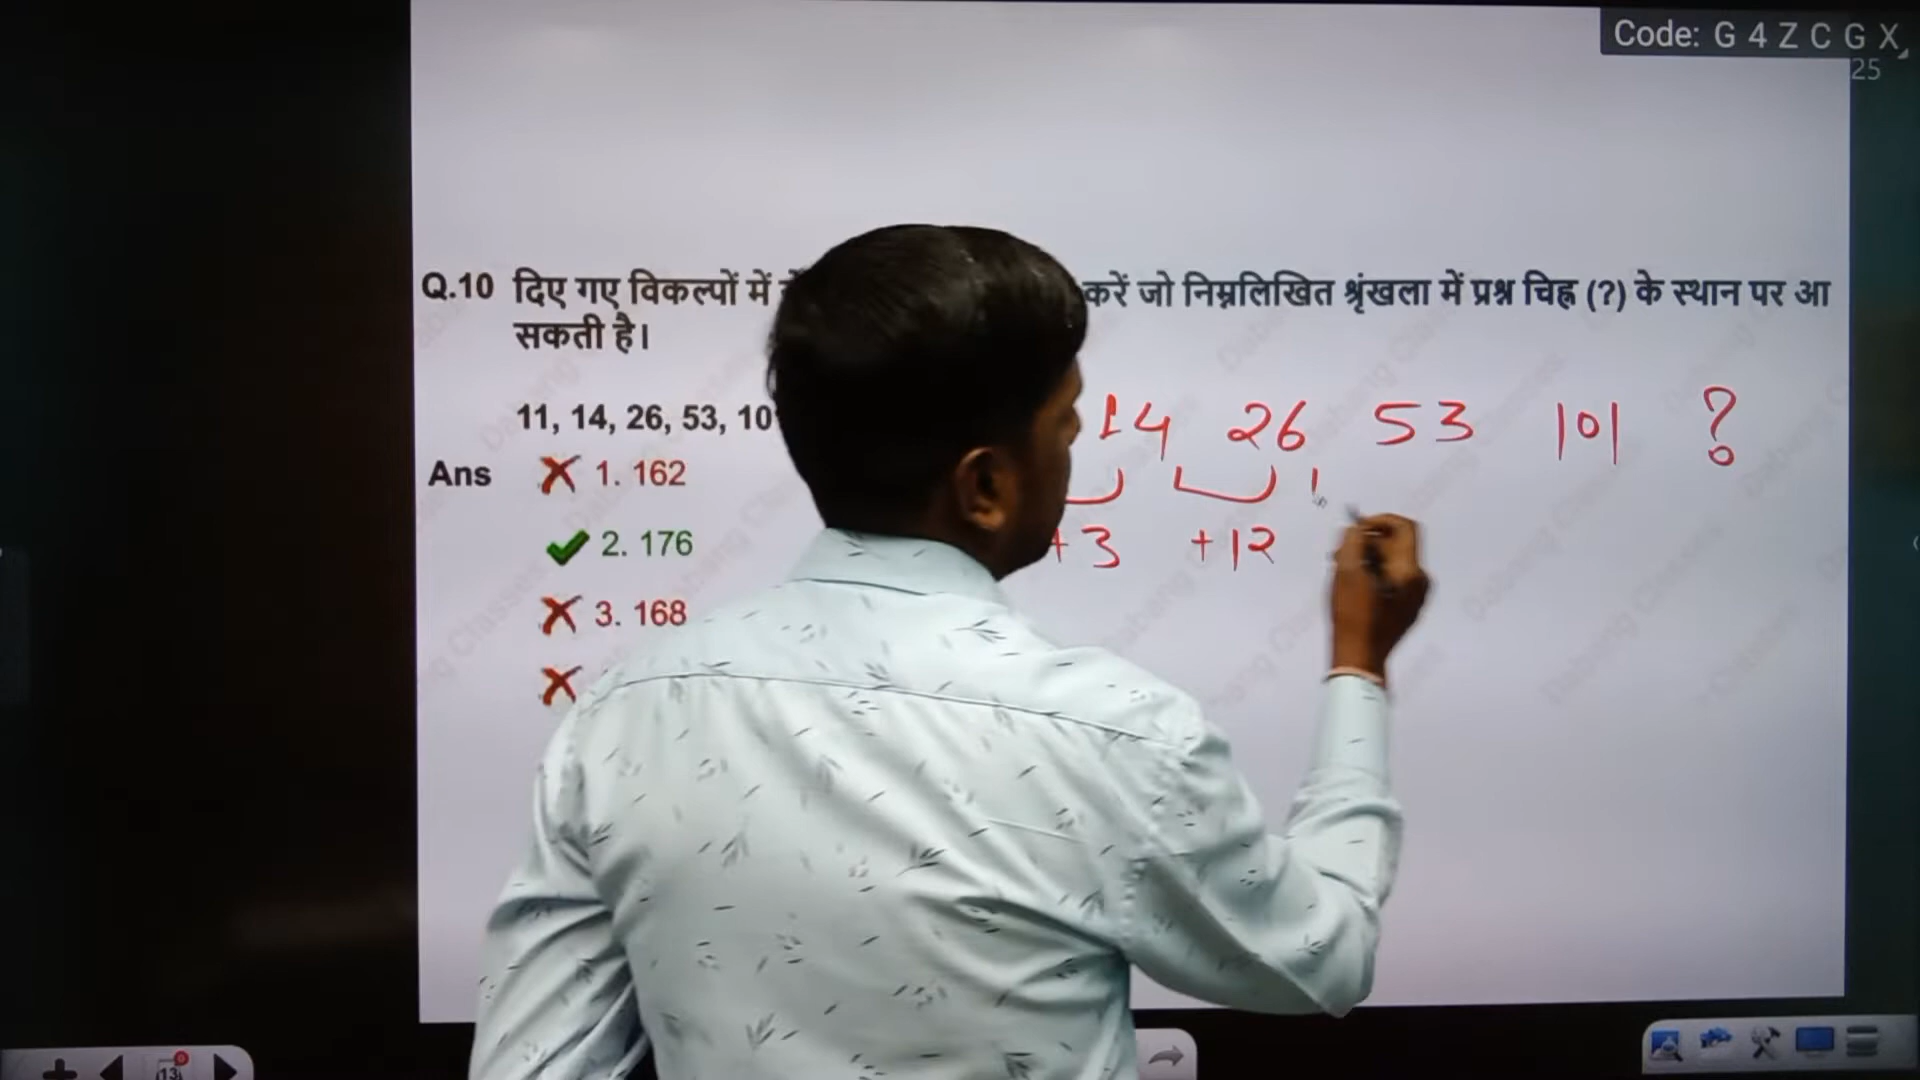 Code: G 4 Z C G X
25
Q.10 दिए गए विकल्पों में करें जो निम्नलिखित श्रृंखला में प्रश्न चिह्न (?) के स्थान पर आ
सकती है।
11, 14, 26, 53, 10
14 26 53 101 ?
+3 +12
Ans
1. 162
2. 176
3. 168
13